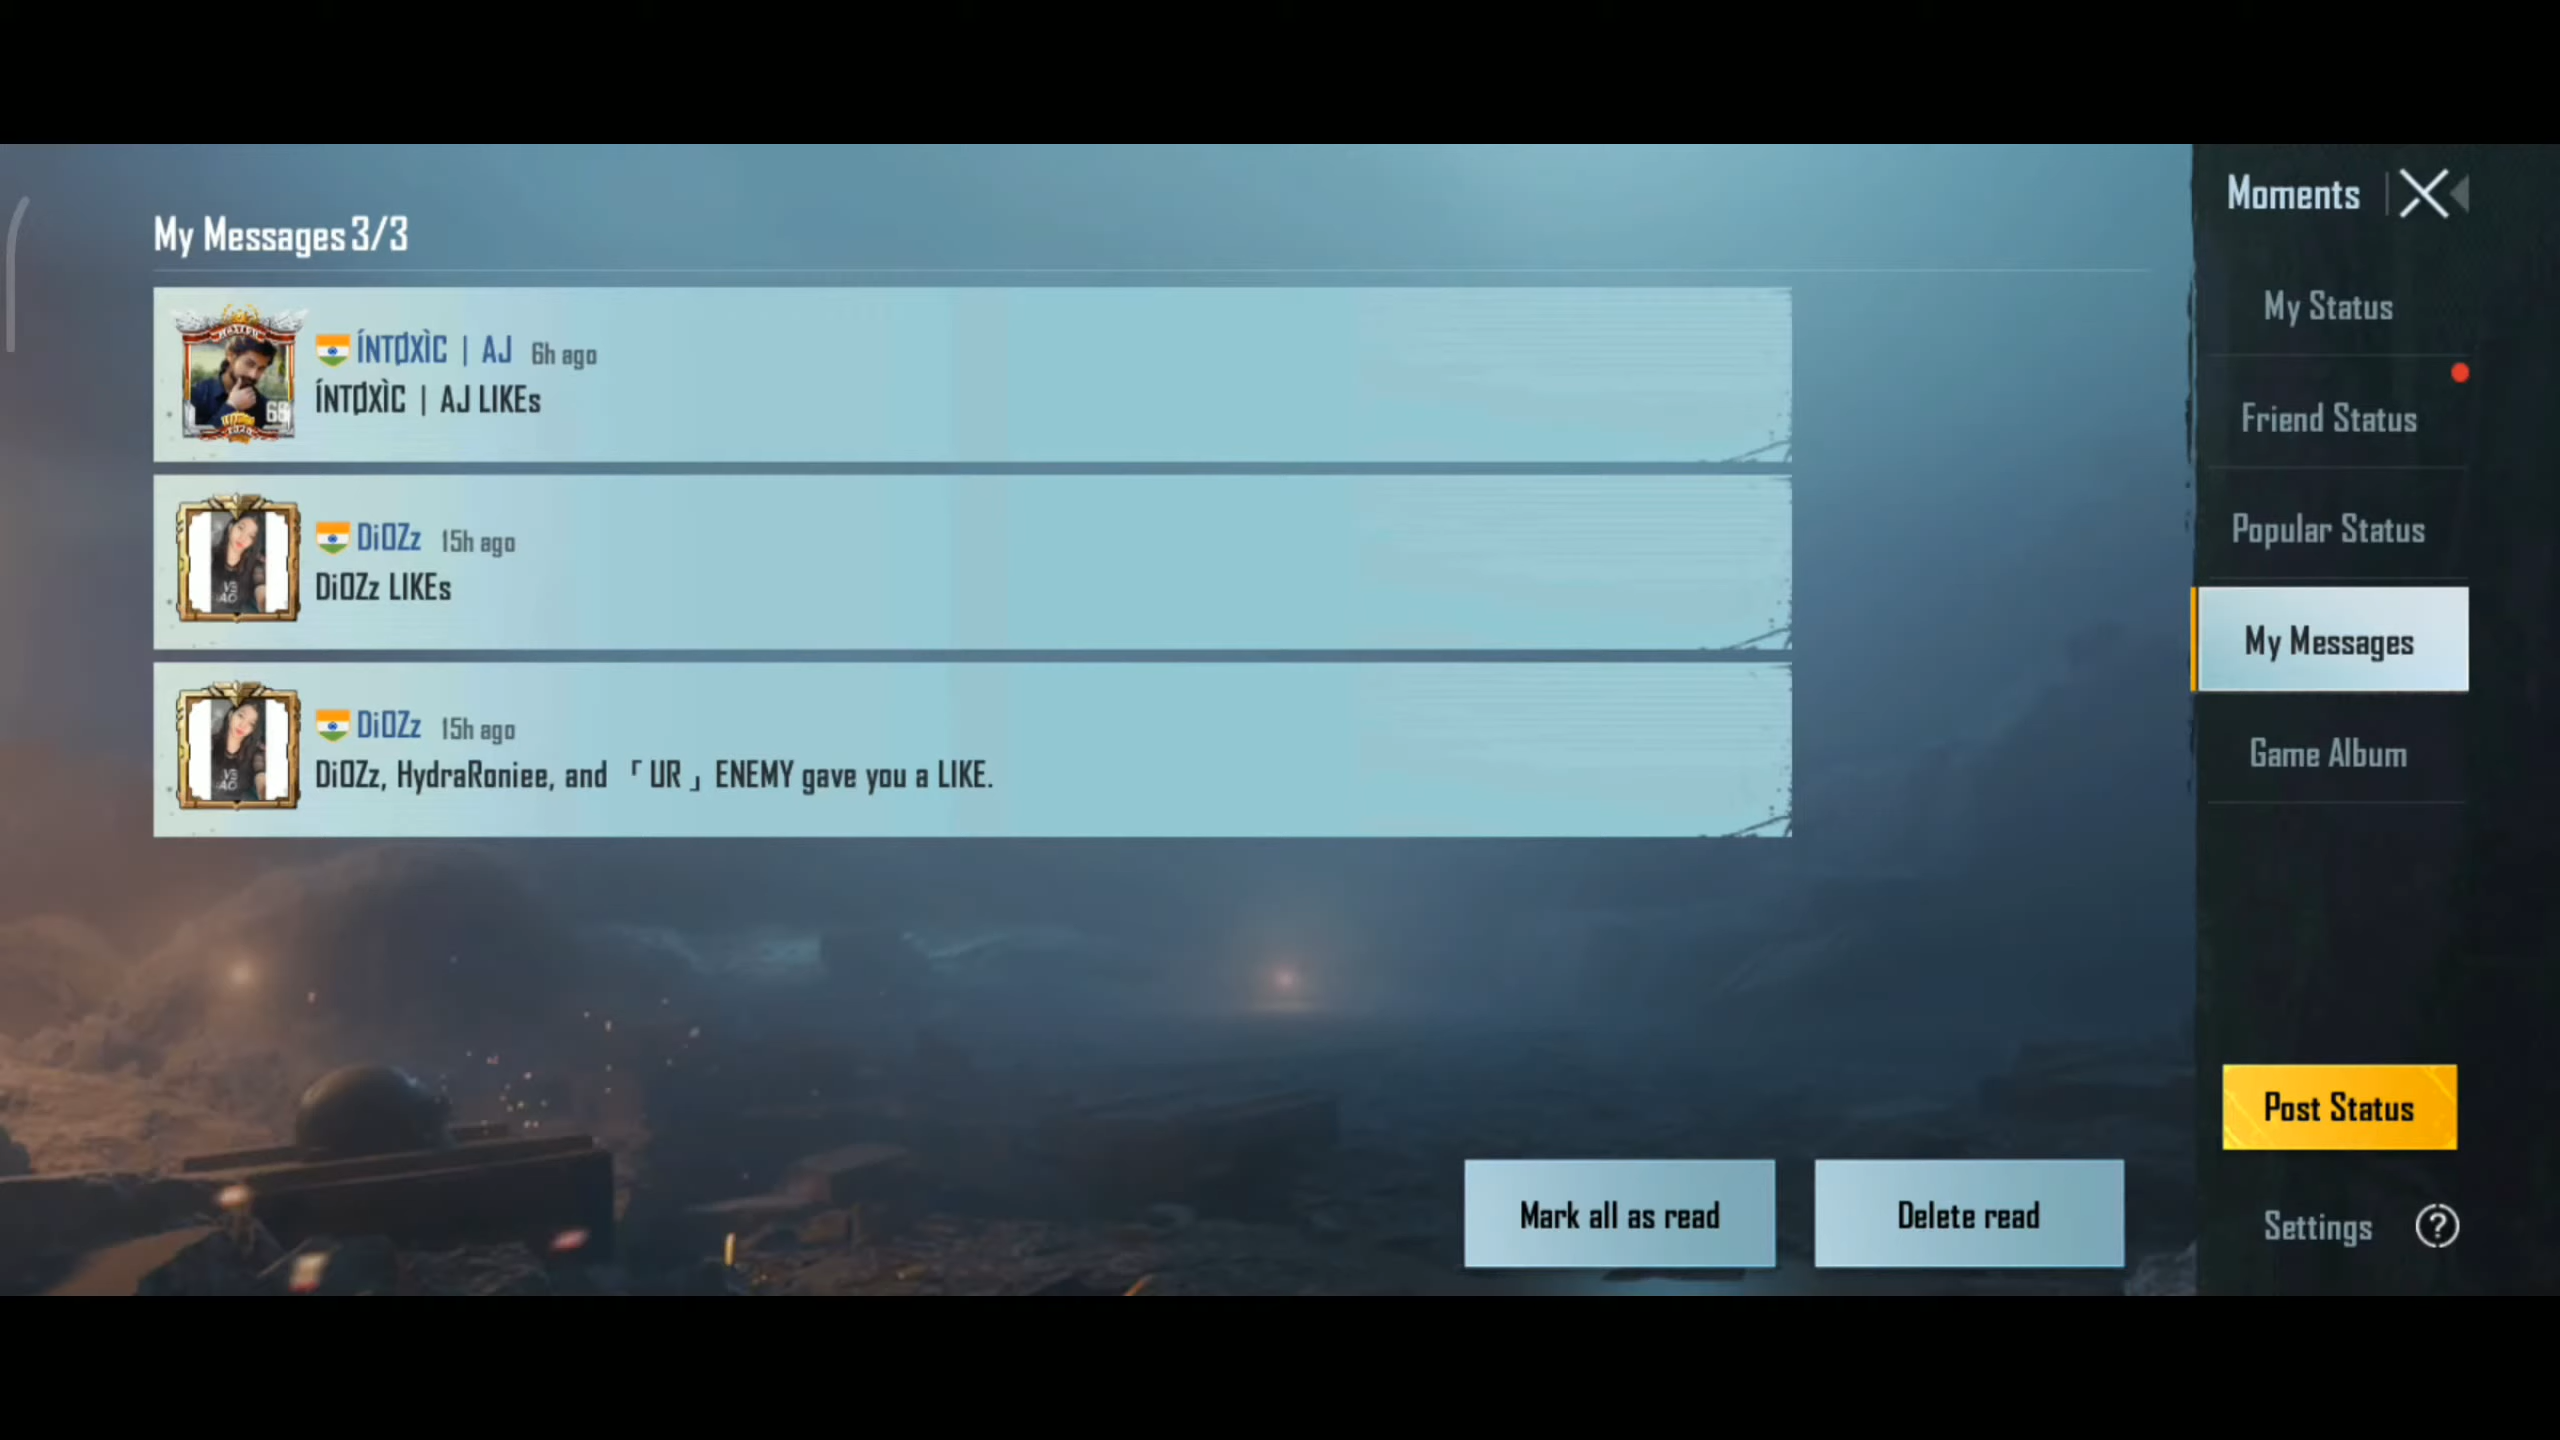 Moments
My Messages 3/3
ÍNTØXÌC | AJ 6h ago
ÍNTØXÌC | AJ LIKEs
68
DiOZz 15h ago
DiOZz LIKEs
DiOZz 15h ago
DiOZz, HydraRoniee, and 「 UR 」 ENEMY gave you a LIKE.
My Status
Friend Status
Popular Status
My Messages
Game Album
Post Status
Mark all as read
Delete read
Settings
?